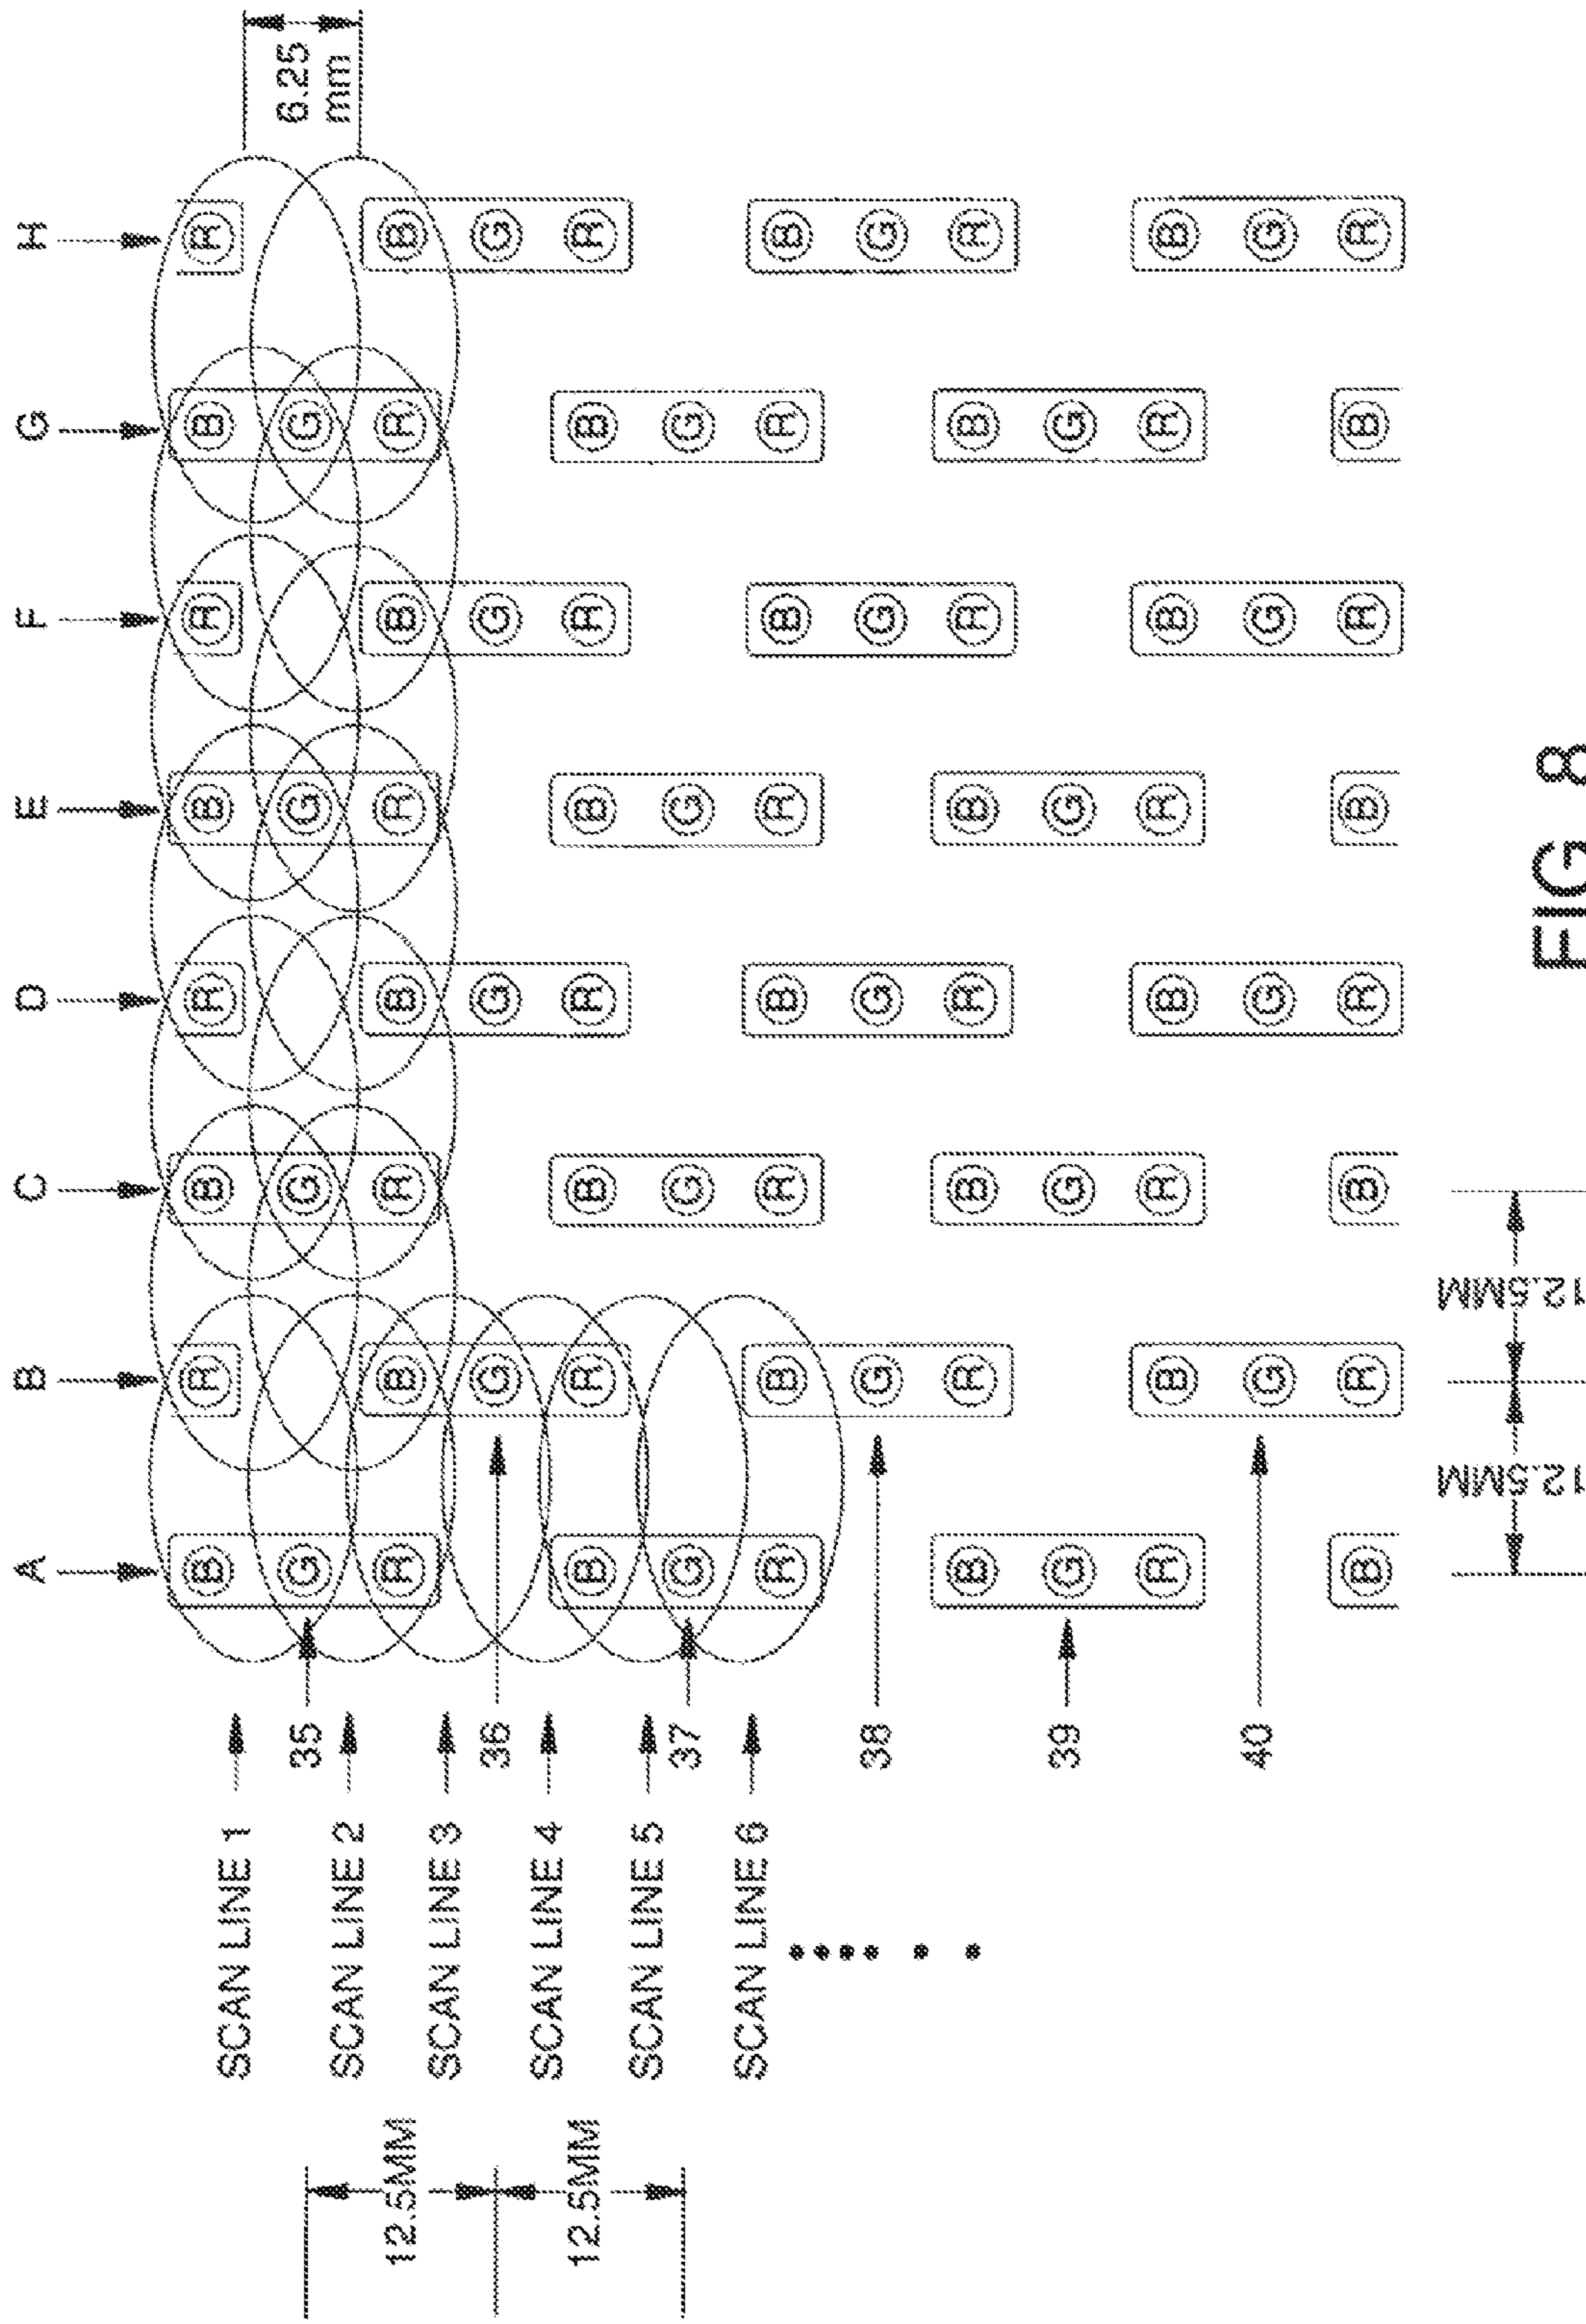 A B C D E F G H
B R B R B R B R
SCAN LINE 1
6.25
mm
35 G G G G
SCAN LINE 2
12.5MM
R B R B R B R B
SCAN LINE 3
36 G G G G
SCAN LINE 4
12.5MM
B R B R B R B R
SCAN LINE 5
37 G G G G
SCAN LINE 6
R B R B R B R B
38 G G G G
B R B R B R B R
39 G G G G
R B R B R B R B
40 G G G G
B R B R B R B R
12.5MM 12.5MM
FIG 8